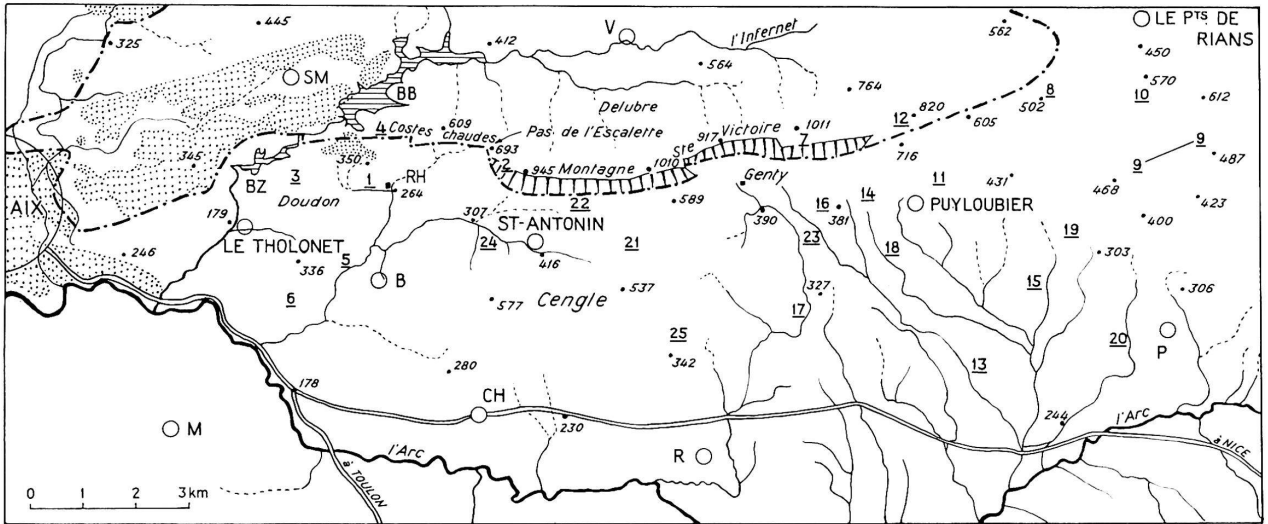 445
325
412
V
l'Infernet
562
LE PTS DE
RIANS
450
SM
564
570
BB
764
8
502
10
612
Delubre
820
12
605
609
4
Costes
chaudes
Pas de l'Escalette
693
917
Ste
Victoire
1011
7
716
9
487
345
350
2
945
Montagne
1010
3
1
RH
264
BZ
Doudon
Genty
11
431
468
9
AIX
22
589
14
16
381
PUYLOUBIER
423
400
179
LE THOLONET
307
ST-ANTONIN
390
23
19
246
24
21
18
303
336
5
416
B
15
306
6
577
Cengle
537
327
17
25
342
20
P
280
13
178
CH
230
244
l'Arc
M
l'Arc
R
à NICE
à TOULON
0 1 2 3 km